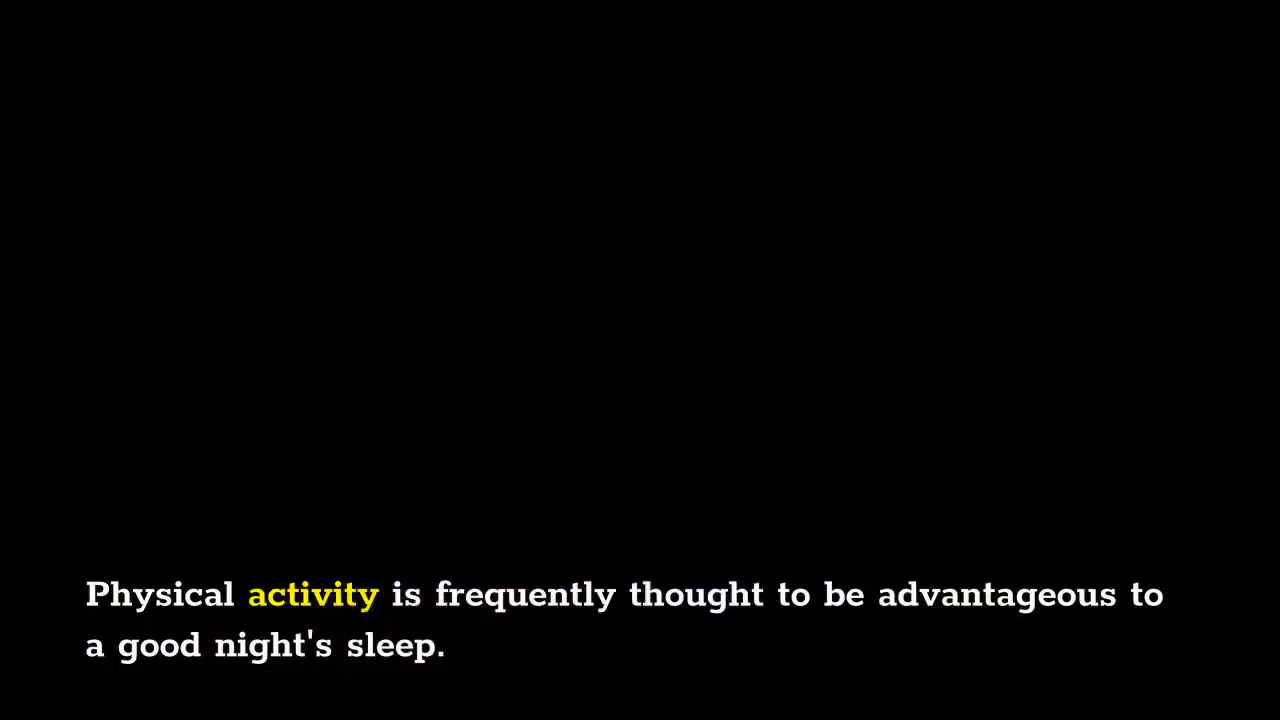 Physical activity is frequently thought to be advantageous to
a good night's sleep.